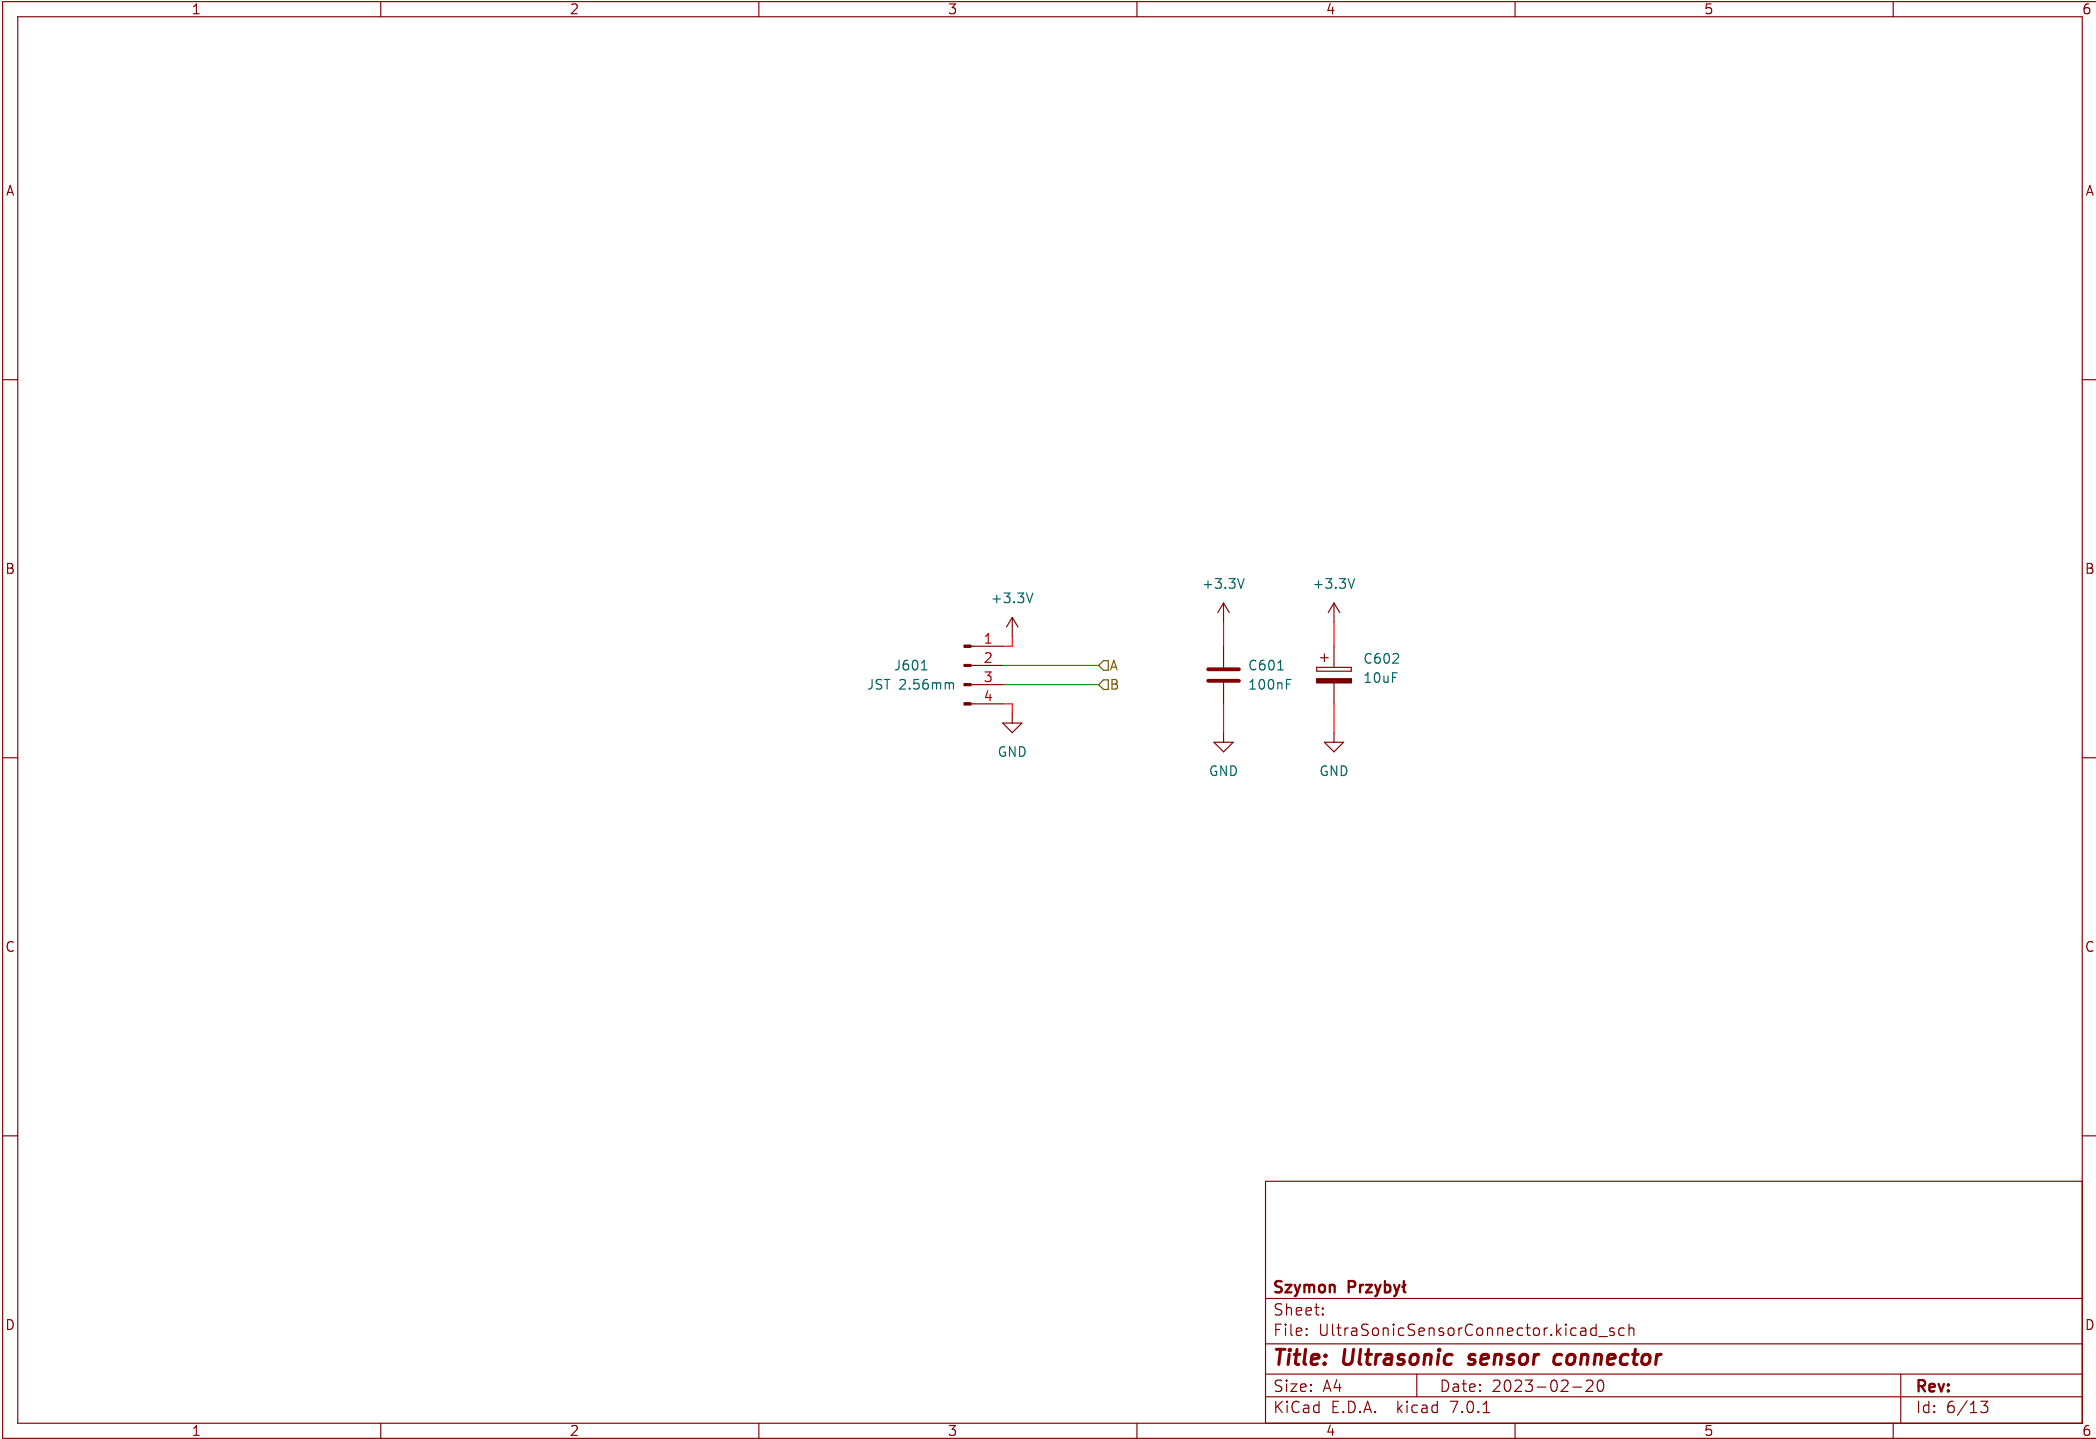 1 2 3 4 5 6
A A
B B
+3.3V +3.3V
+3.3V
1
2 A
J601
+ C602
C601
3 B
JST 2.56mm
10uF
100nF
4
GND
GND GND
C C
Szymon Przybył
Sheet:
D D
File: UltraSonicSensorConnector.kicad_sch
Title: Ultrasonic sensor connector
Size: A4 Date: 2023-02-20 Rev:
KiCad E.D.A. kicad 7.0.1 Id: 6/13
1 2 3 4 5 6